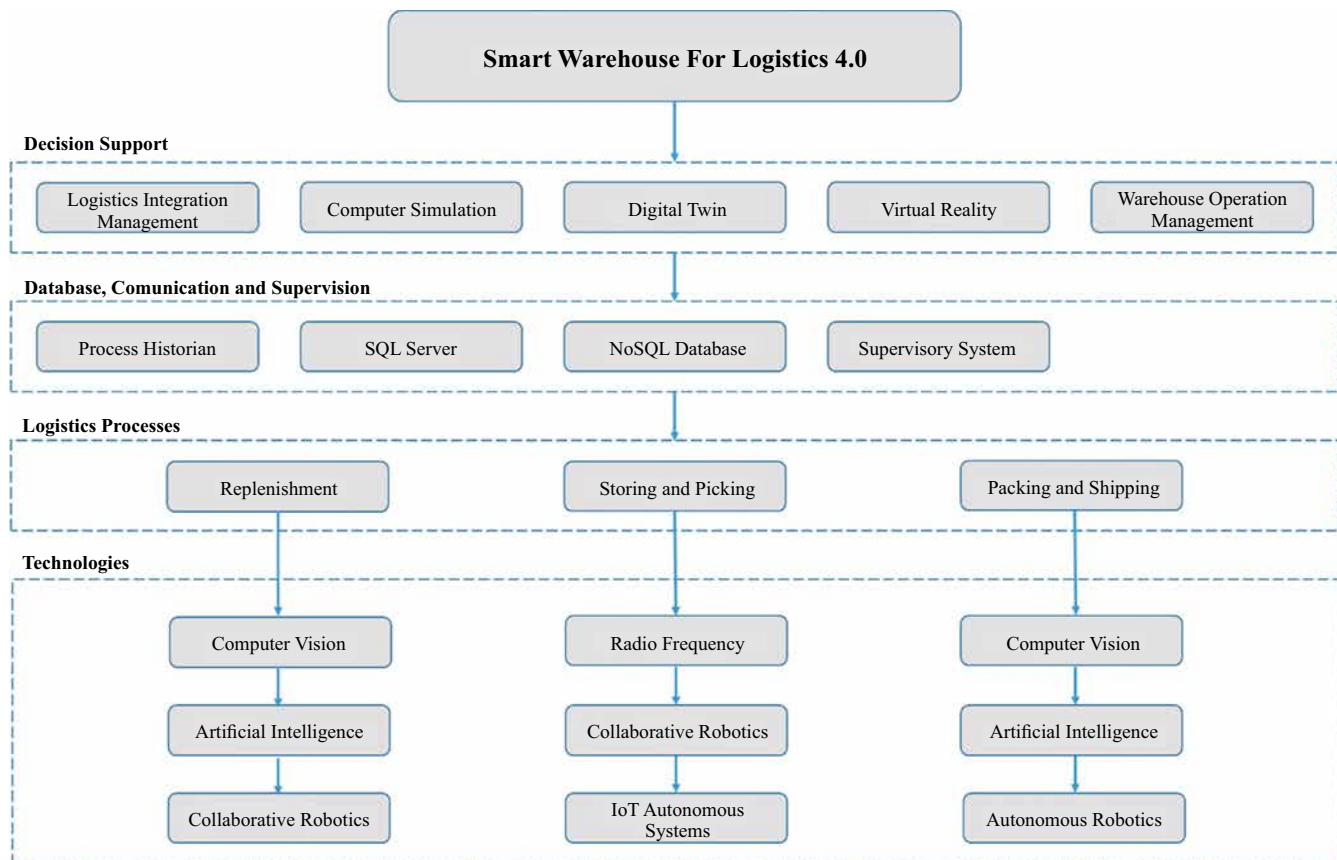 Smart Warehouse For Logistics 4.0
Decision Support
Logistics Integration
Management
Computer Simulation
Digital Twin
Virtual Reality
Warehouse Operation
Management
Database, Comunication and Supervision
Process Historian
SQL Server
NoSQL Database
Supervisory System
Logistics Processes
Replenishment
Storing and Picking
Packing and Shipping
Technologies
Computer Vision
Radio Frequency
Computer Vision
Artificial Intelligence
Collaborative Robotics
Artificial Intelligence
Collaborative Robotics
IoT Autonomous
Systems
Autonomous Robotics